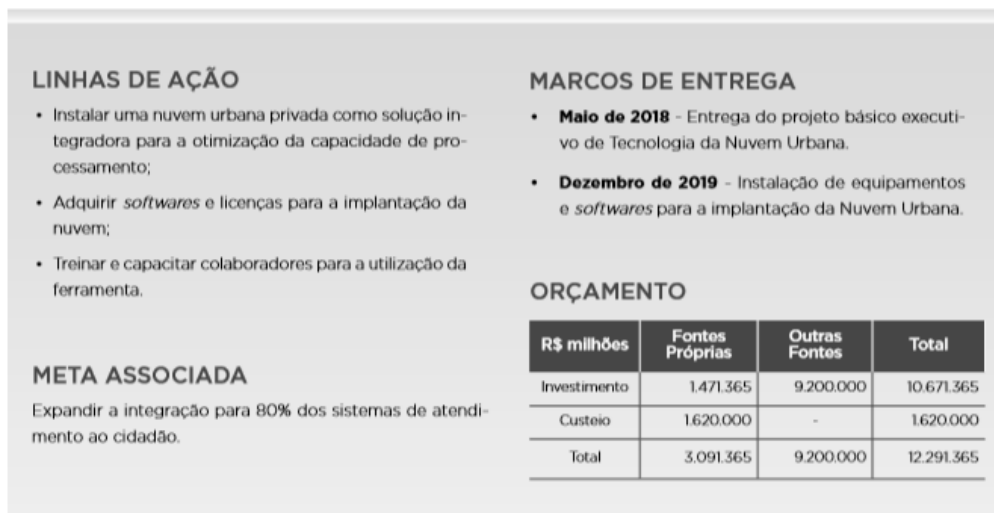 LINHAS DE AÇÃO
• Instalar uma nuvem urbana privada como solução in-
tegradora para a otimização da capacidade de pro-
cessamento;
• Adquirir softwares e licenças para a implantação da
nuvem;
• Treinar e capacitar colaboradores para a utilização da
ferramenta.
META ASSOCIADA
Expandir a integração para 80% dos sistemas de atendi-
mento ao cidadão.
MARCOS DE ENTREGA
• Maio de 2018 - Entrega do projeto básico executi-
vo de Tecnologia da Nuvem Urbana.
• Dezembro de 2019 - Instalação de equipamentos
e softwares para a implantação da Nuvem Urbana.
ORÇAMENTO
R$ milhões Fontes Próprias Outras Fontes Total
Investimento 1.471.365 9.200.000 10.671.365
Custeio 1.620.000 - 1.620.000
Total 3.091.365 9.200.000 12.291.365